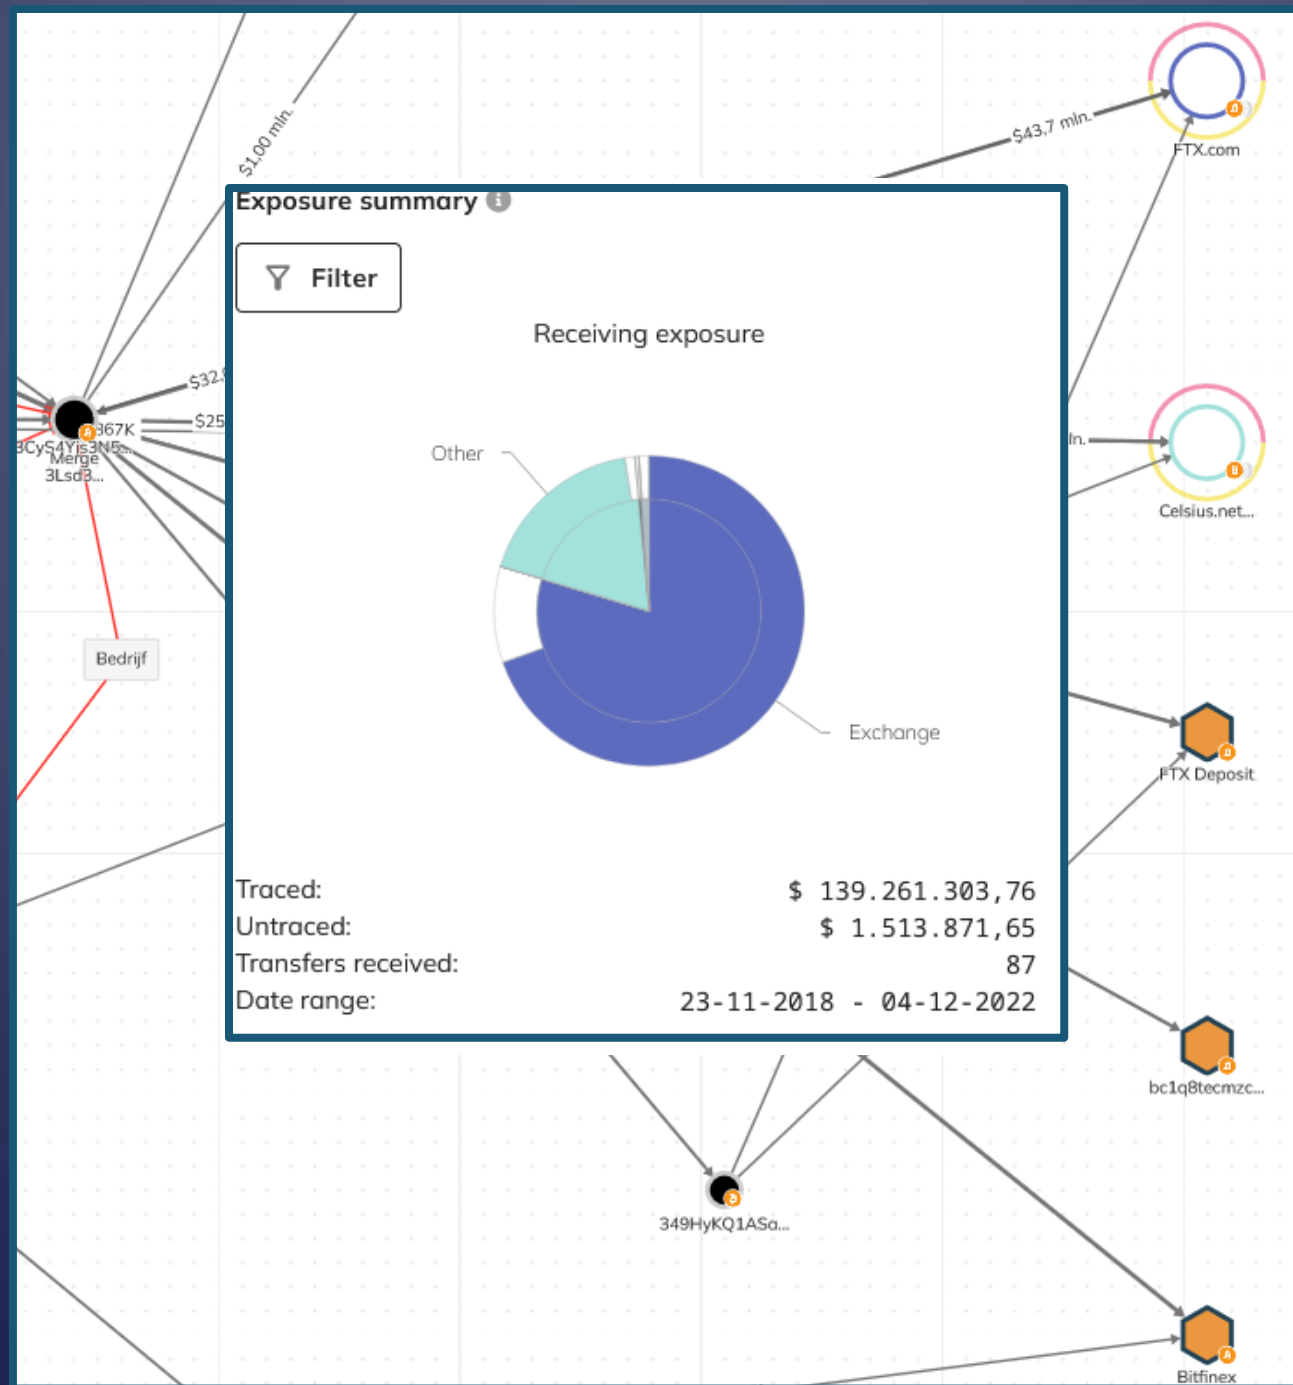 $43,7 mln.
FTX.com
$1,00 mln.
Exposure summary
Filter
Receiving exposure
$32,
$25
367K
3CyS4Yjs3N5...
Merge
3Lsd3...
Other
ln.
Celsius.net...
Bedrijf
Exchange
FTX Deposit
Traced: $ 139.261.303,76
Untraced: $ 1.513.871,65
Transfers received: 87
Date range: 23-11-2018 - 04-12-2022
bc1q8tecmzc...
349HyKQ1ASa...
Bitfinex